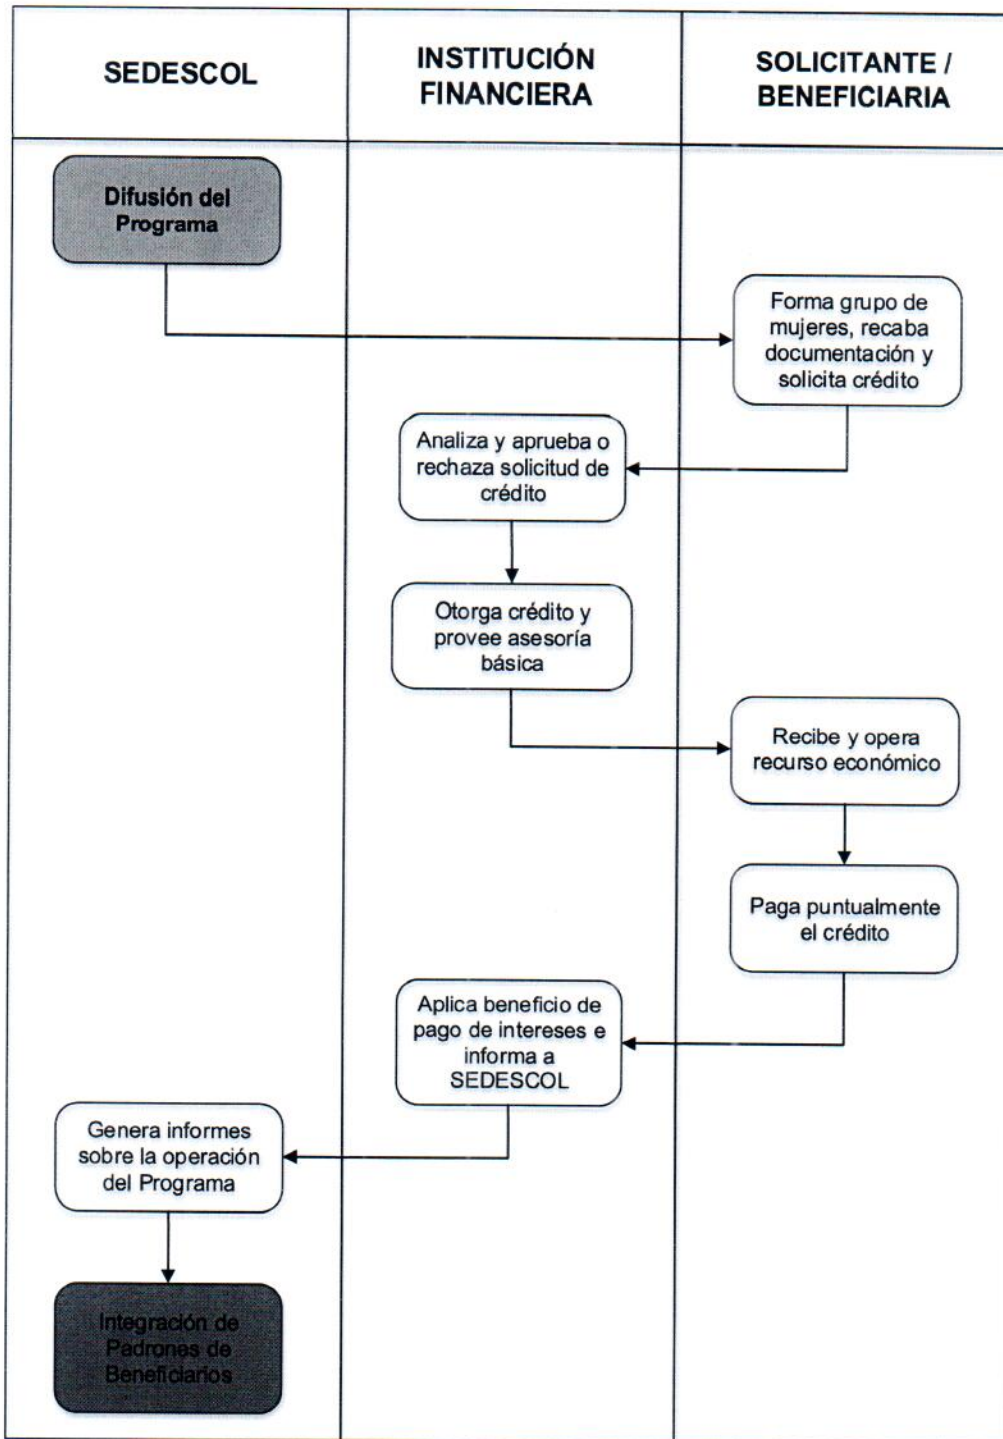 SEDESCOL
INSTITUCIÓN
FINANCIERA
SOLICITANTE /
BENEFICIARIA
Difusión del
Programa
Forma grupo de
mujeres, recaba
documentación y
solicita crédito
Analiza y aprueba o
rechaza solicitud de
crédito
Otorga crédito y
provee asesoría
básica
Recibe y opera
recurso económico
Paga puntualmente
el crédito
Aplica beneficio de
pago de intereses e
informa a
SEDESCOL
Genera informes
sobre la operación
del Programa
Integración de
Padrones de
Beneficiarios